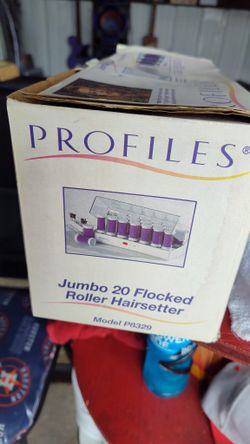 PROFILES®
Jumbo 20 Flocked
Roller Hairsetter
Model P8329